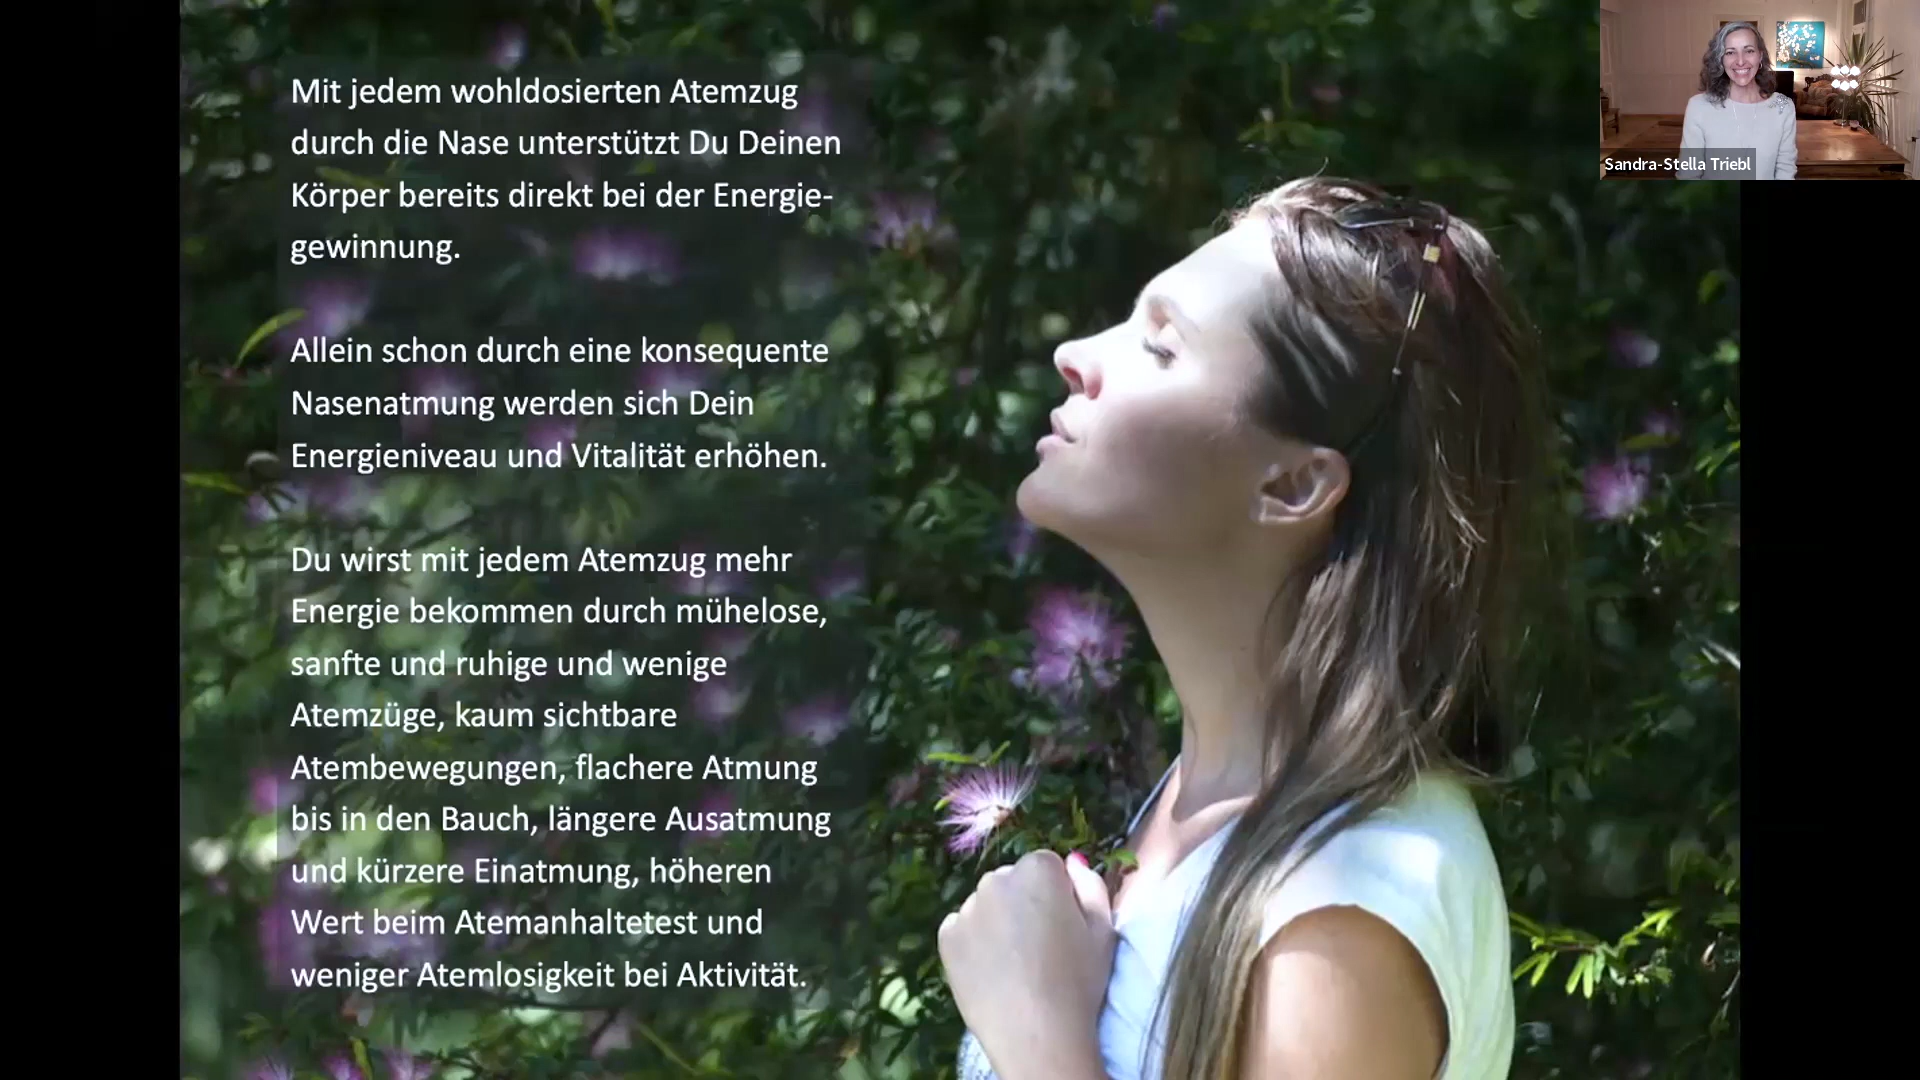 Mit jedem wohldosierten Atemzug
durch die Nase unterstützt Du Deinen
Körper bereits direkt bei der Energie-
gewinnung.
Allein schon durch eine konsequente
Nasenatmung werden sich Dein
Energieniveau und Vitalität erhöhen.
Du wirst mit jedem Atemzug mehr
Energie bekommen durch mühelose,
sanfte und ruhige und wenige
Atemzüge, kaum sichtbare
Atembewegungen, flachere Atmung
bis in den Bauch, längere Ausatmung
und kürzere Einatmung, höheren
Wert beim Atemanhaltetest und
weniger Atemlosigkeit bei Aktivität.
Sandra-Stella Triebl